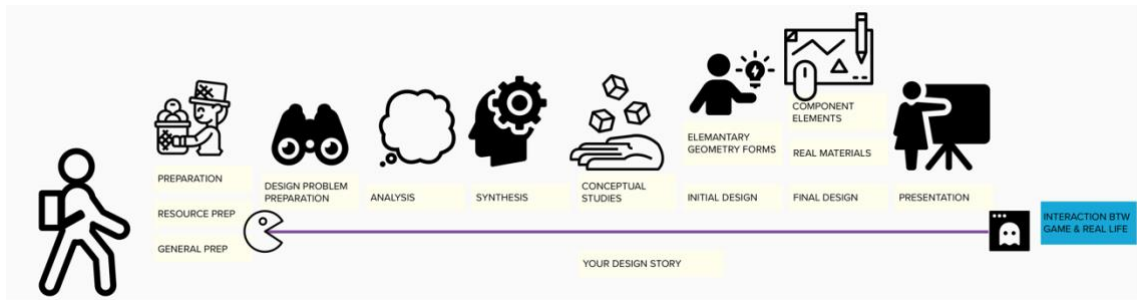 COMPONENT
ELEMENTS
ELEMANTARY
GEOMETRY FORMS
REAL MATERIALS
PREPARATION
DESIGN PROBLEM
PREPARATION
ANALYSIS
SYNTHESIS
CONCEPTUAL
STUDIES
INITIAL DESIGN
FINAL DESIGN
PRESENTATION
RESOURCE PREP
GENERAL PREP
INTERACTION BTW
GAME & REAL LIFE
YOUR DESIGN STORY